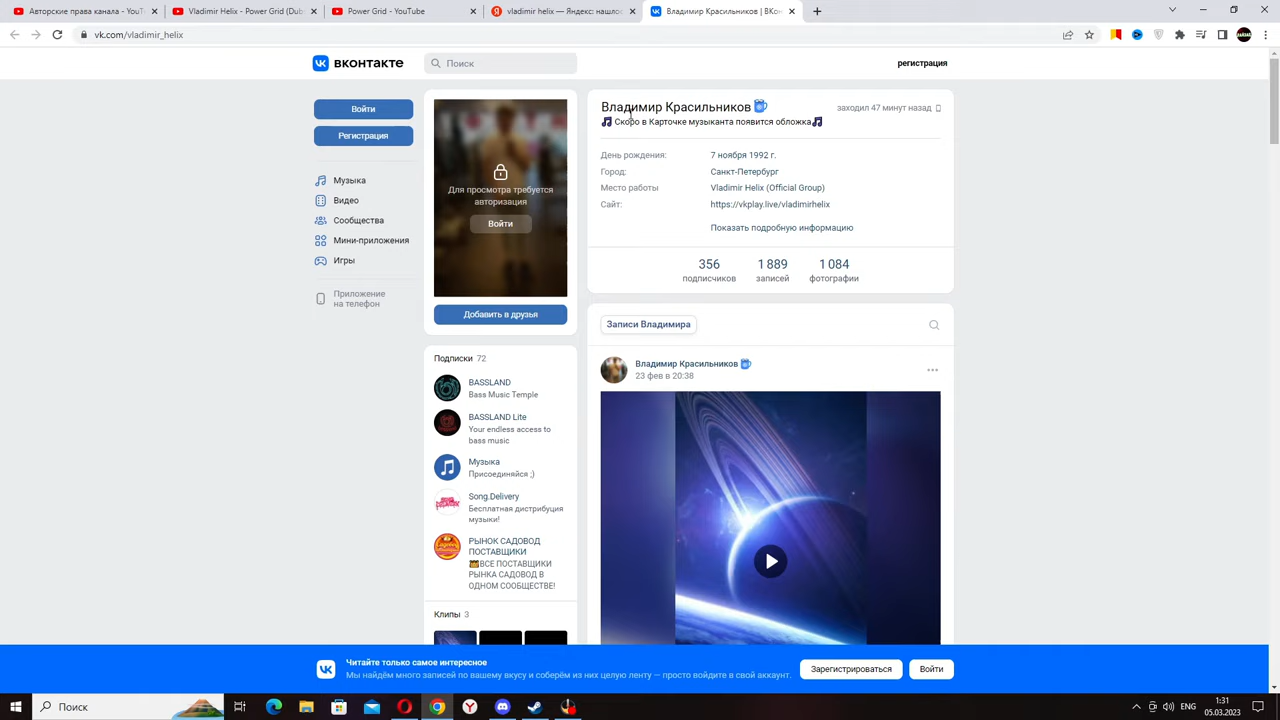 Авторские права канала – YouTu
Vladimir Helix - Power Grid (Dub
Power Grid - YouTube
vladimir helix — Яндекс нашлос
Владимир Красильников | ВКон
vk.com/vladimir_helix
вконтакте
Поиск
регистрация
Войти
Регистрация
Музыка
Видео
Сообщества
Мини-приложения
Игры
Приложение
на телефон
Для просмотра требуется
авторизация
Войти
Добавить в друзья
Подписки 72
BASSLAND
Bass Music Temple
BASSLAND Lite
Your endless access to
bass music
Музыка
Присоединяйся ;)
Song.Delivery
Бесплатная дистрибуция
музыки!
РЫНОК САДОВОД
ПОСТАВЩИКИ
ВСЕ ПОСТАВЩИКИ
РЫНКА САДОВОД В
ОДНОМ СООБЩЕСТВЕ!
Клипы 3
Владимир Красильников
заходил 47 минут назад
Скоро в Карточке музыканта появится обложка
День рождения: 7 ноября 1992 г.
Город: Санкт-Петербург
Место работы Vladimir Helix (Official Group)
Сайт: https://vkplay.live/vladimirhelix
Показать подробную информацию
356 1 889 1 084
подписчиков записей фотографии
Записи Владимира
Владимир Красильников
23 фев в 20:38
Читайте только самое интересное
Мы найдём много записей по вашему вкусу и соберём из них целую ленту — просто войдите в свой аккаунт.
Зарегистрироваться
Войти
Поиск
ENG
1:31
05.03.2023